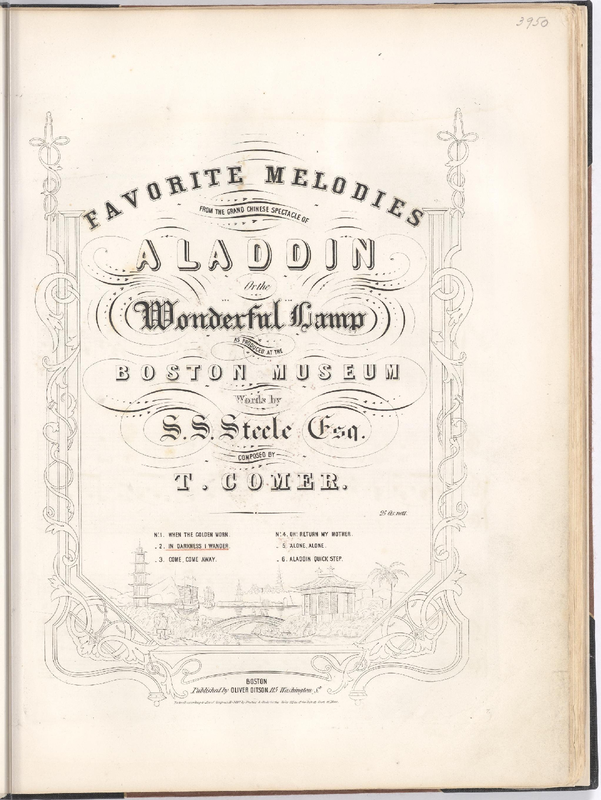 3950
FAVORITE MELODIES
FROM THE GRAND CHINESE SPECTACLE OF
ALADDIN
Or the
Wonderful Lamp
AS PRODUCED AT THE
BOSTON MUSEUM
Words by
S. S. Steele Esq.
COMPOSED BY
T. COMER.
25 cts. nett
No. 1. WHEN THE GOLDEN MORN.
. 2. IN DARKNESS I WANDER.
. 3. COME, COME AWAY.
No. 4. OH! RETURN MY MOTHER.
. 5. ALONE, ALONE.
. 6. ALADDIN QUICK STEP.
BOSTON
Published by OLIVER DITSON, 115 Washington St.